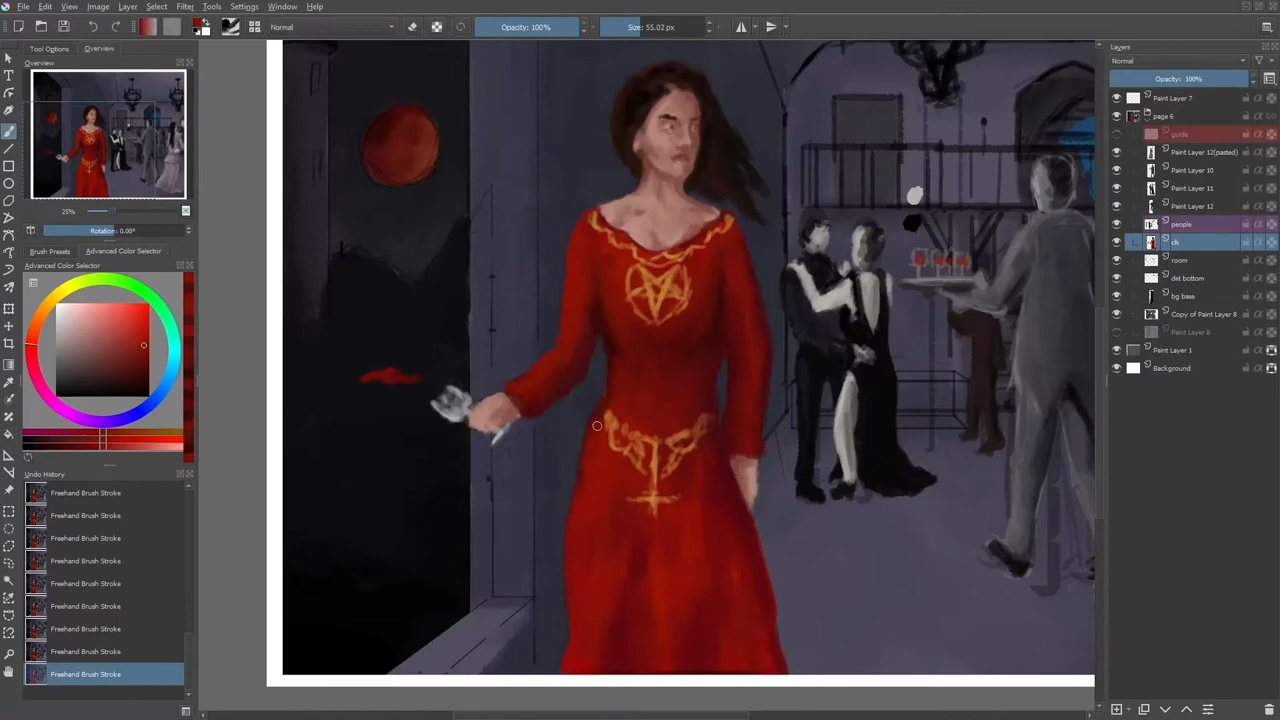 File Edit View Image Layer Select Filter Tools Settings Window Help
Normal Opacity: 100% Size: 55.02 px
Tool Options Overview
Overview
25%
Rotation: 0.00°
Brush Presets Advanced Color Selector
Advanced Color Selector
Undo History
Freehand Brush Stroke
Freehand Brush Stroke
Freehand Brush Stroke
Freehand Brush Stroke
Freehand Brush Stroke
Freehand Brush Stroke
Freehand Brush Stroke
Freehand Brush Stroke
Freehand Brush Stroke
Layers
Normal
Opacity: 100%
Paint Layer 7
page 6
guide
Paint Layer 12(pasted)
Paint Layer 10
Paint Layer 11
Paint Layer 12
people
room
det bottom
bg base
Copy of Paint Layer 8
Paint Layer 8
Paint Layer 1
Background